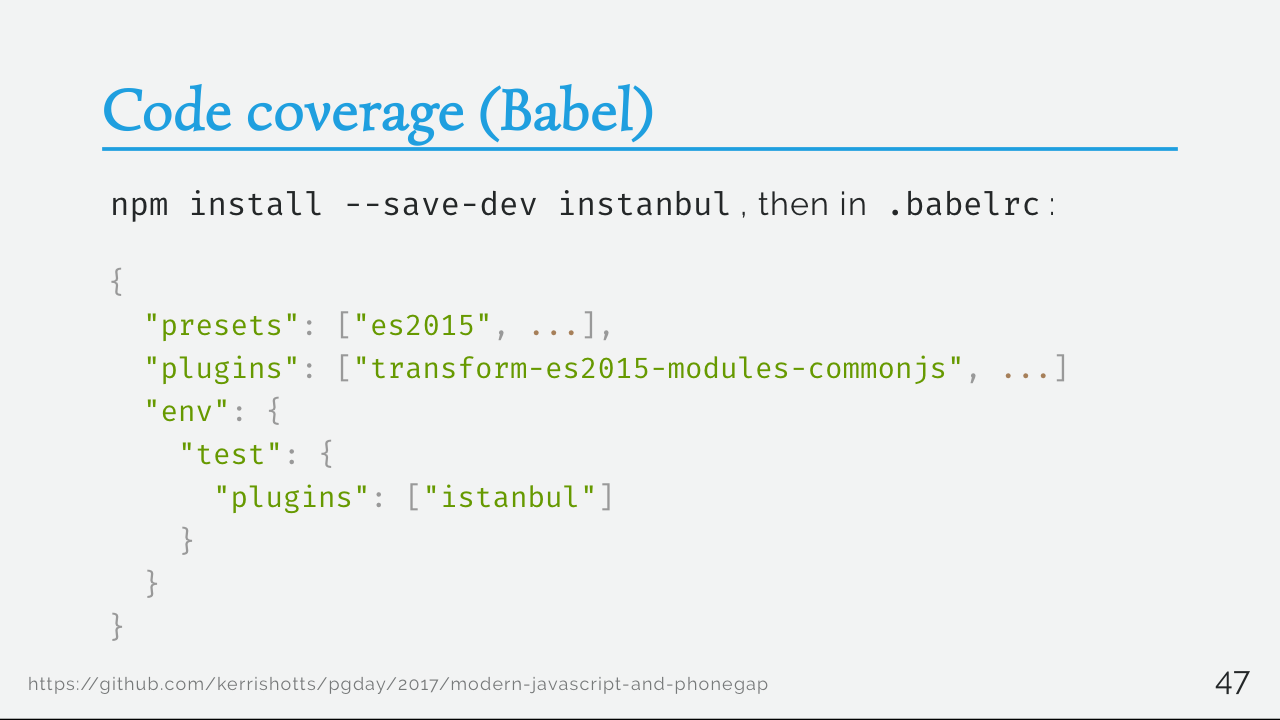 Code coverage (Babel)
npm install --save-dev instanbul , then in .babelrc :
{
  "presets": ["es2015", ...],
  "plugins": ["transform-es2015-modules-commonjs", ...]
  "env": {
    "test": {
      "plugins": ["istanbul"]
    }
  }
}
https://github.com/kerrishotts/pgday/2017/modern-javascript-and-phonegap
47